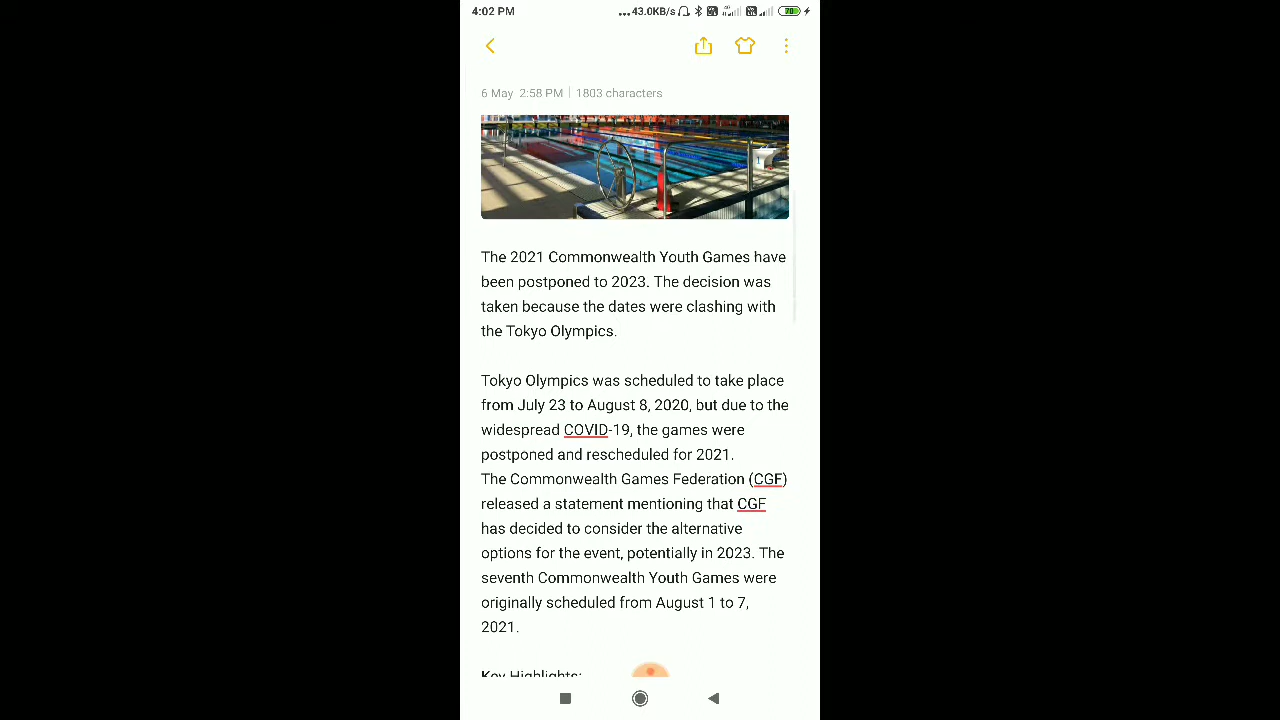 4:02 PM
...43.0KB/s
70
6 May 2:58 PM | 1803 characters
The 2021 Commonwealth Youth Games have
been postponed to 2023. The decision was
taken because the dates were clashing with
the Tokyo Olympics.
Tokyo Olympics was scheduled to take place
from July 23 to August 8, 2020, but due to the
widespread COVID-19, the games were
postponed and rescheduled for 2021.
The Commonwealth Games Federation (CGF)
released a statement mentioning that CGF
has decided to consider the alternative
options for the event, potentially in 2023. The
seventh Commonwealth Youth Games were
originally scheduled from August 1 to 7,
2021.
Key Highlights: